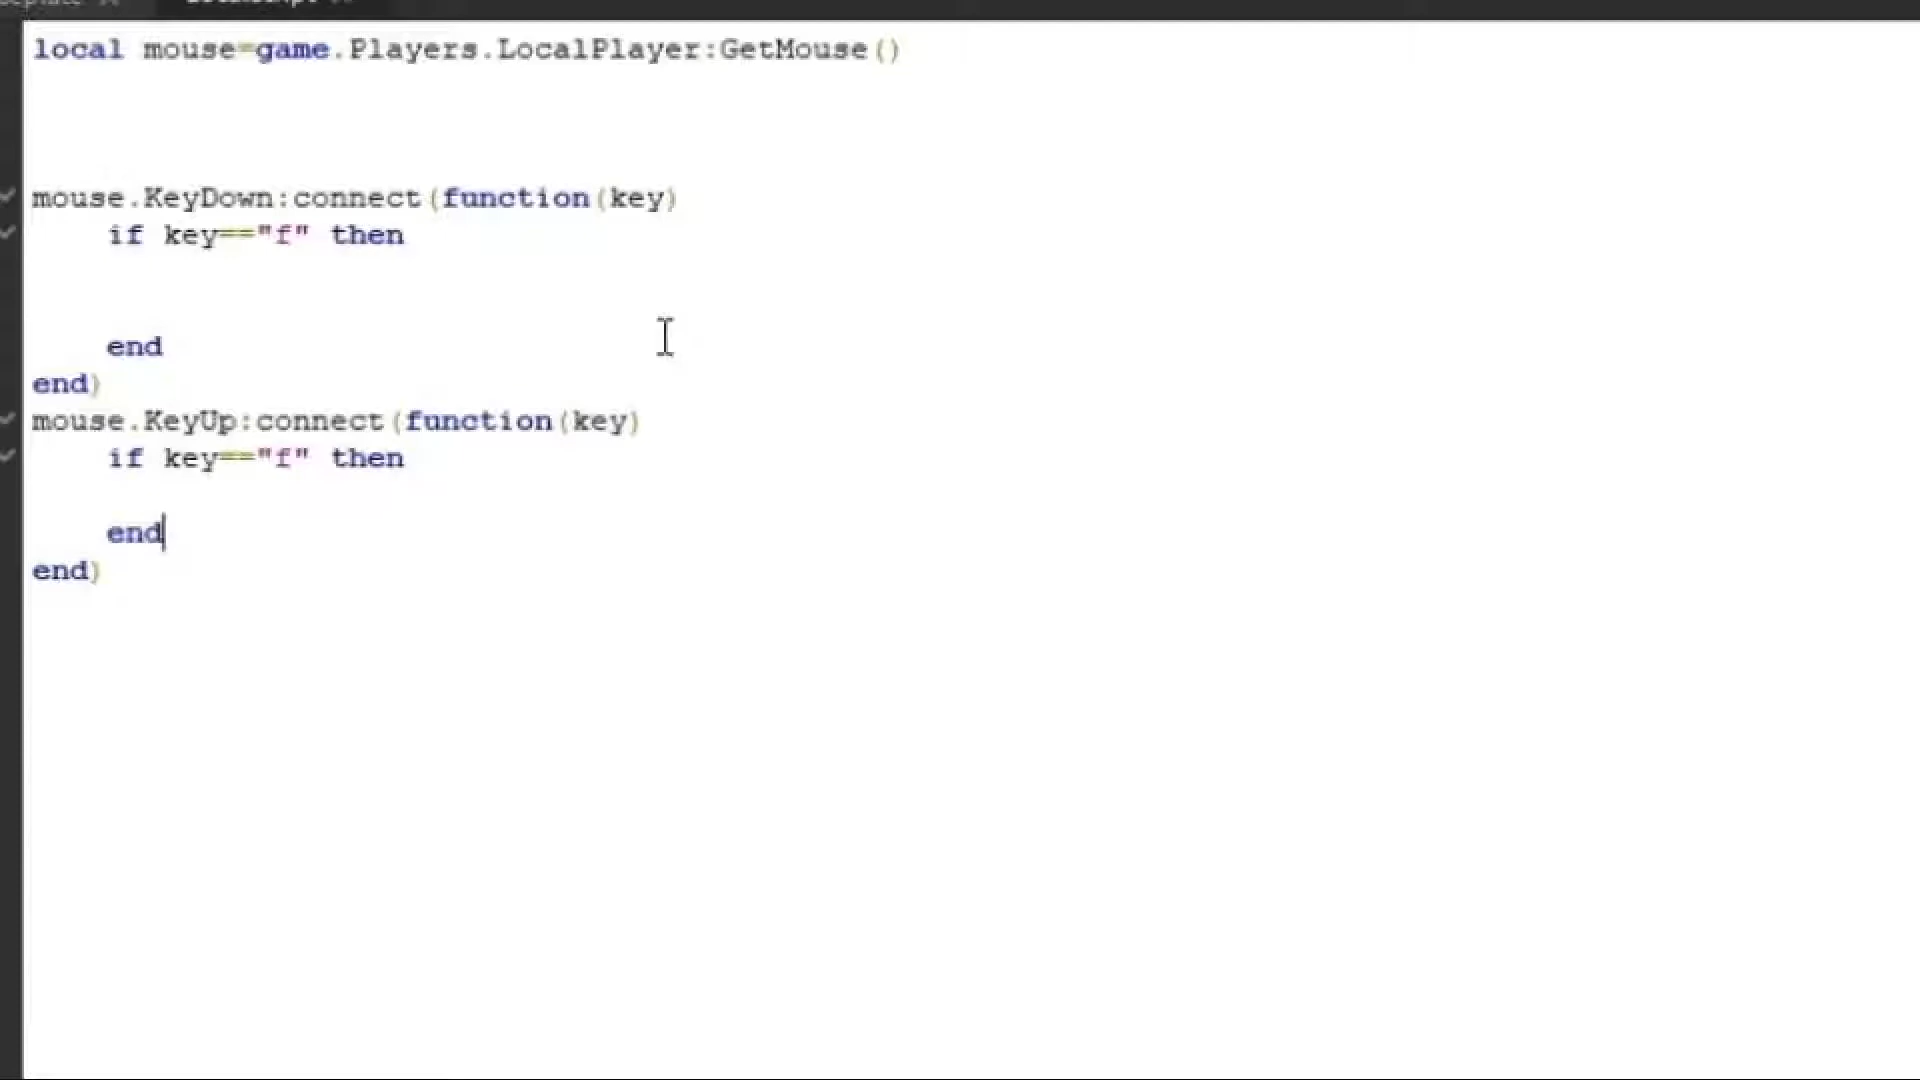 local mouse=game.Players.LocalPlayer:GetMouse()
mouse.KeyDown:connect(function(key)
if key=="f" then
end
end)
mouse.KeyUp:connect(function(key)
if key=="f" then
end
end)